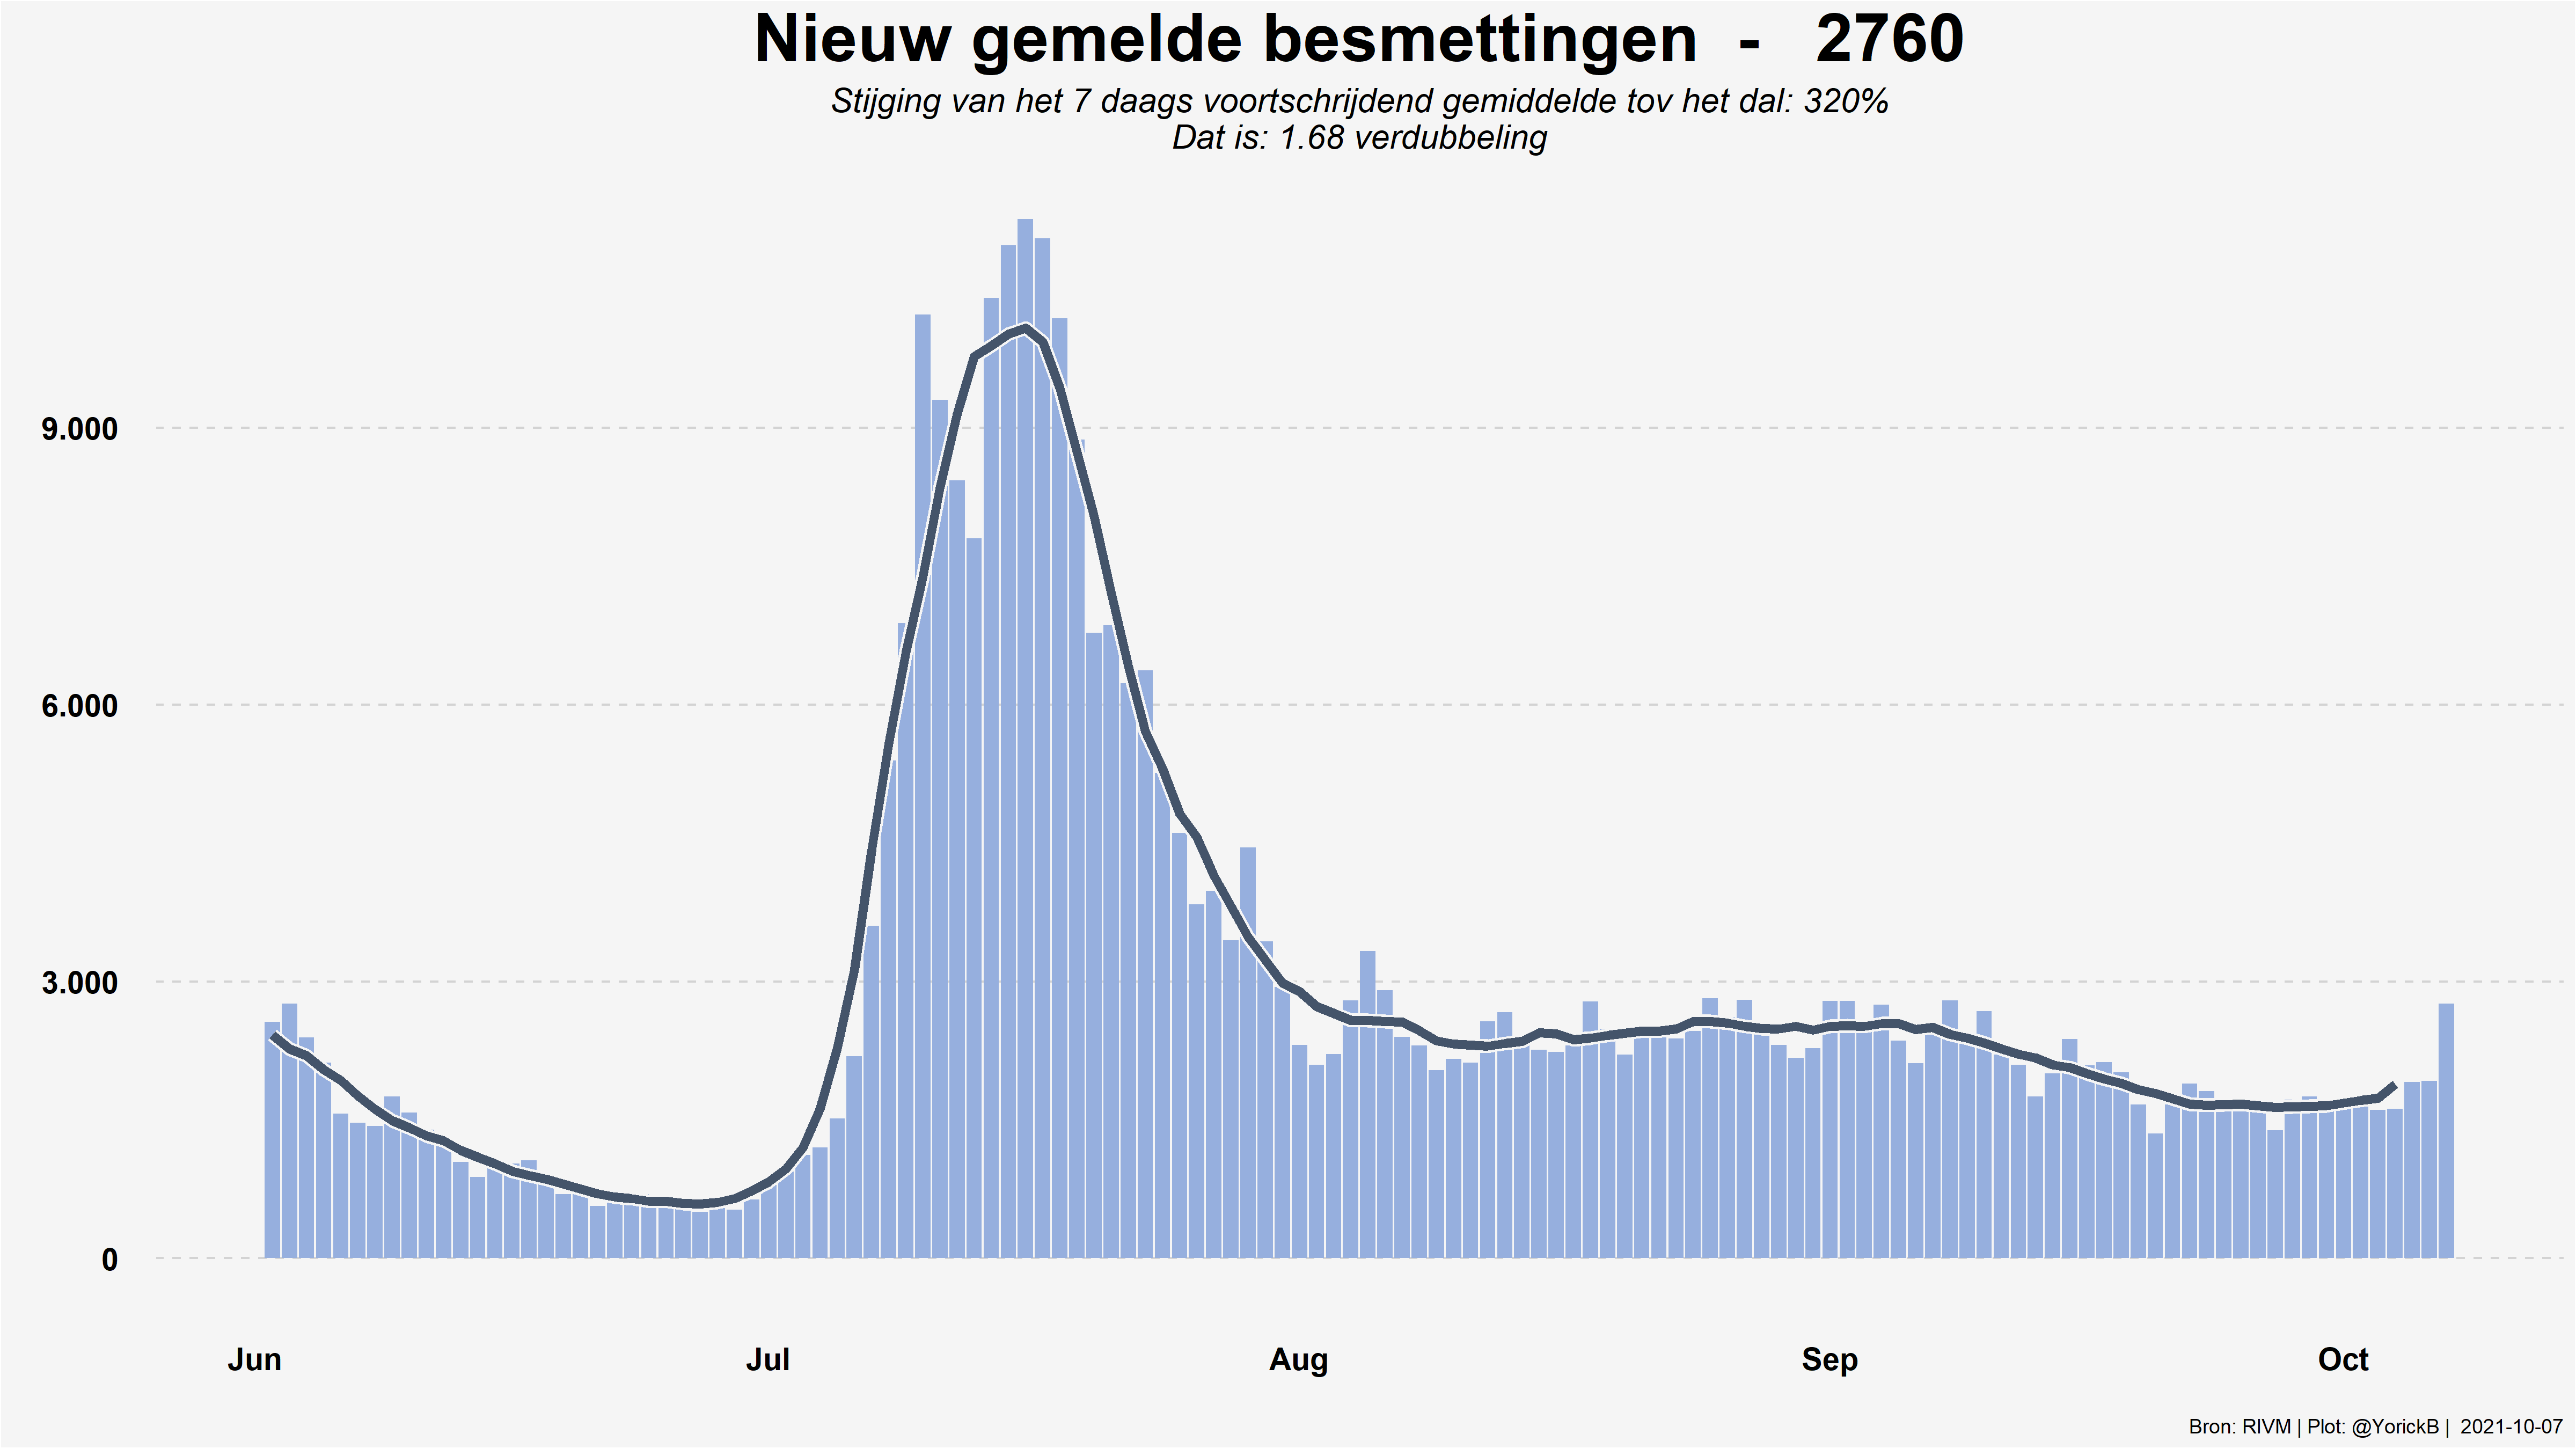 Nieuw gemelde besmettingen - 2760
Stijging van het 7 daags voortschrijdend gemiddelde tov het dal: 320%
Dat is: 1.68 verdubbeling
9.000
6.000
3.000
0
Jun Jul Aug Sep Oct
Bron: RIVM | Plot: @YorickB | 2021-10-07